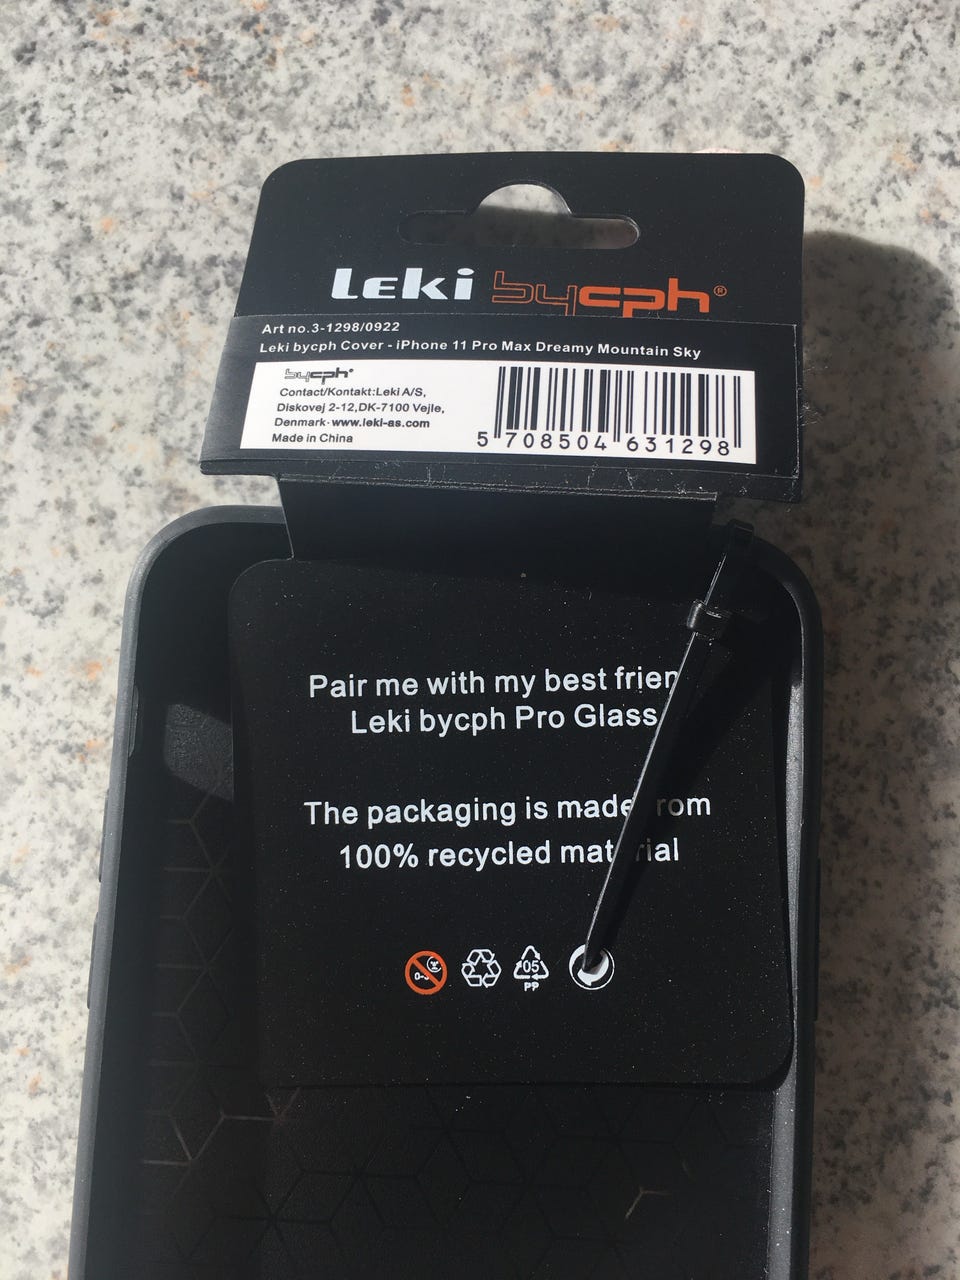 Leki bycph®
Art no.3-1298/0922
Leki bycph Cover - iPhone 11 Pro Max Dreamy Mountain Sky
bycph®
Contact/Kontakt:Leki A/S,
Diskovej 2-12,DK-7100 Vejle,
Denmark·www.leki-as.com
Made in China
5 708504 631298
Pair me with my best frien
Leki bycph Pro Glass
The packaging is made rom
100% recycled mat rial
0-3
05
PP